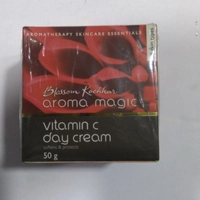 AROMATHERAPY SKINCARE ESSENTIALS
Blossom Kochhar
aroma magic
vitamin c
day cream
50 g